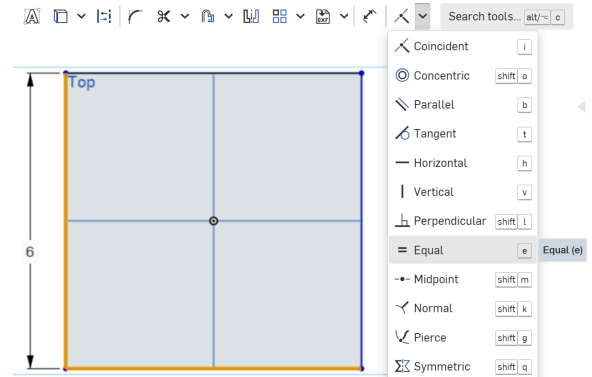 A
DXF
Search tools... alt/⌥ c
Top
6
Coincident i
Concentric shift o
Parallel b
Tangent t
Horizontal h
Vertical v
Perpendicular shift l
Equal e
Equal (e)
Midpoint shift m
Normal shift k
Pierce shift g
Symmetric shift q